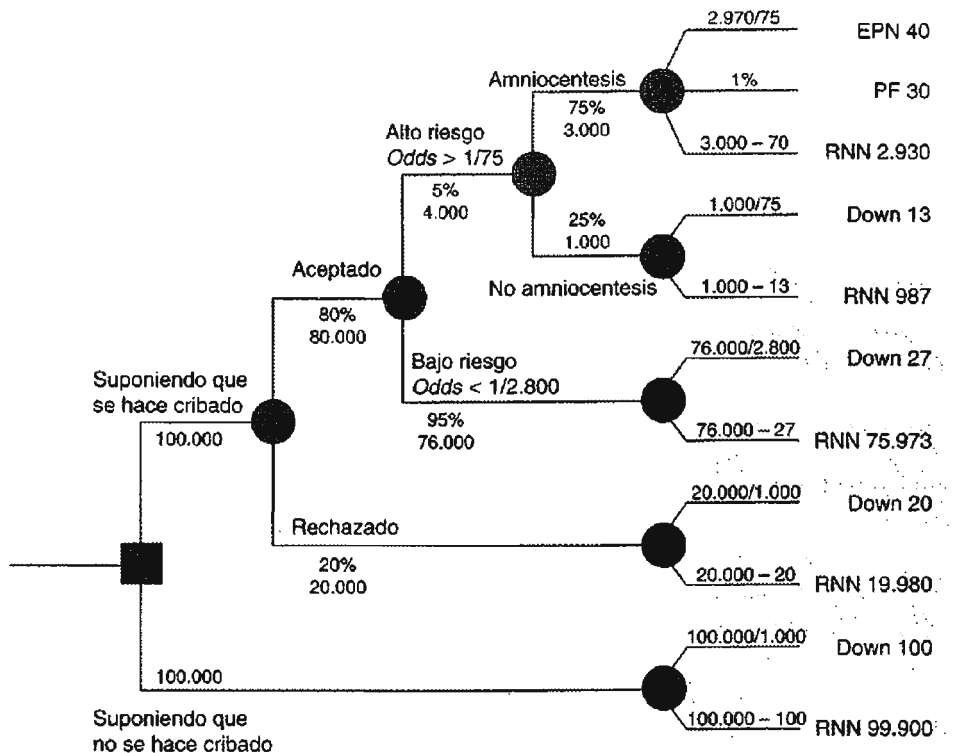 2.970/75
EPN 40
Amniocentesis
1%
PF 30
75%
3.000
Alto riesgo
Odds > 1/75
3.000 – 70
RNN 2.930
5%
4.000
25%
1.000
1.000/75
Down 13
Aceptado
No amniocentesis
1.000 – 13
RNN 987
80%
80.000
Bajo riesgo
Odds < 1/2.800
76.000/2.800
Down 27
Suponiendo que
se hace cribado
100.000
95%
76.000
76.000 – 27
RNN 75.973
20.000/1.000
Down 20
Rechazado
20%
20.000
20.000 – 20
RNN 19.980
100.000/1.000
Down 100
100.000
Suponiendo que
no se hace cribado
100.000 – 100
RNN 99.900